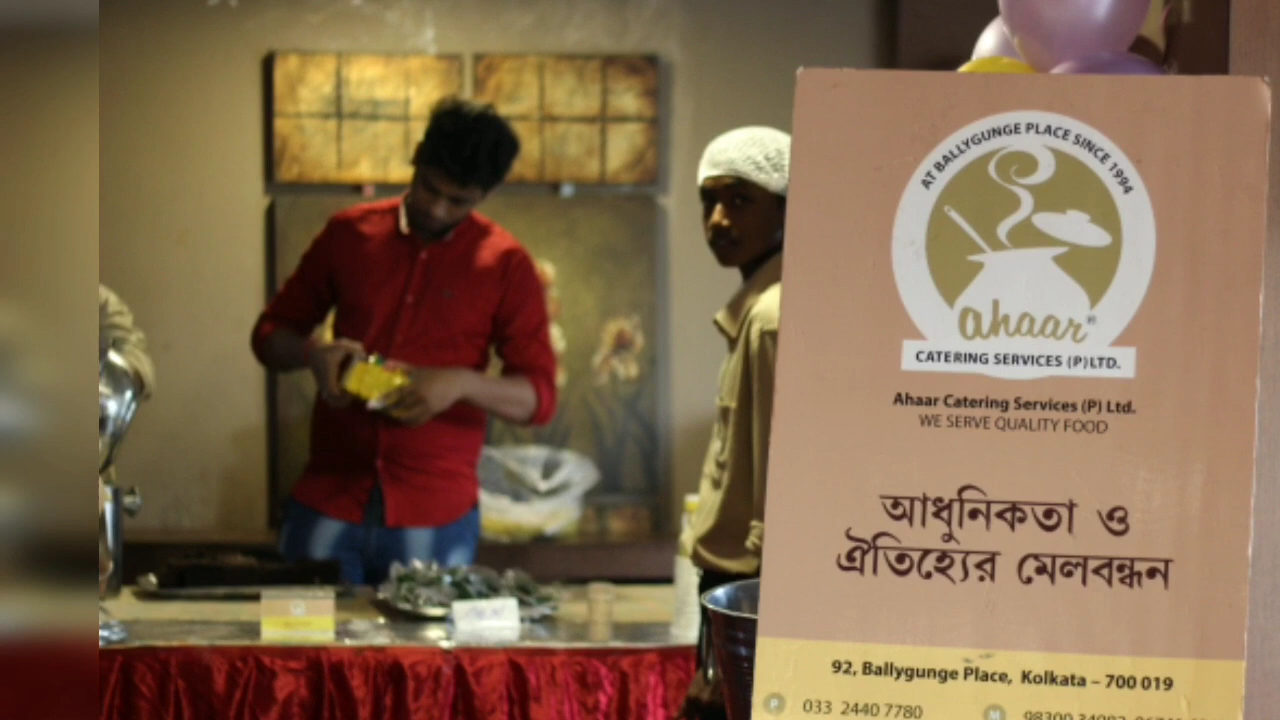 AT BALLYGUNGE PLACE SINCE 1994
ahaar
CATERING SERVICES (P) LTD.
Ahaar Catering Services (P) Ltd.
WE SERVE QUALITY FOOD
আধুনিকতা ও
ঐতিহ্যের মেলবন্ধন
92, Ballygunge Place, Kolkata – 700 019
P 033 2440 7780 M